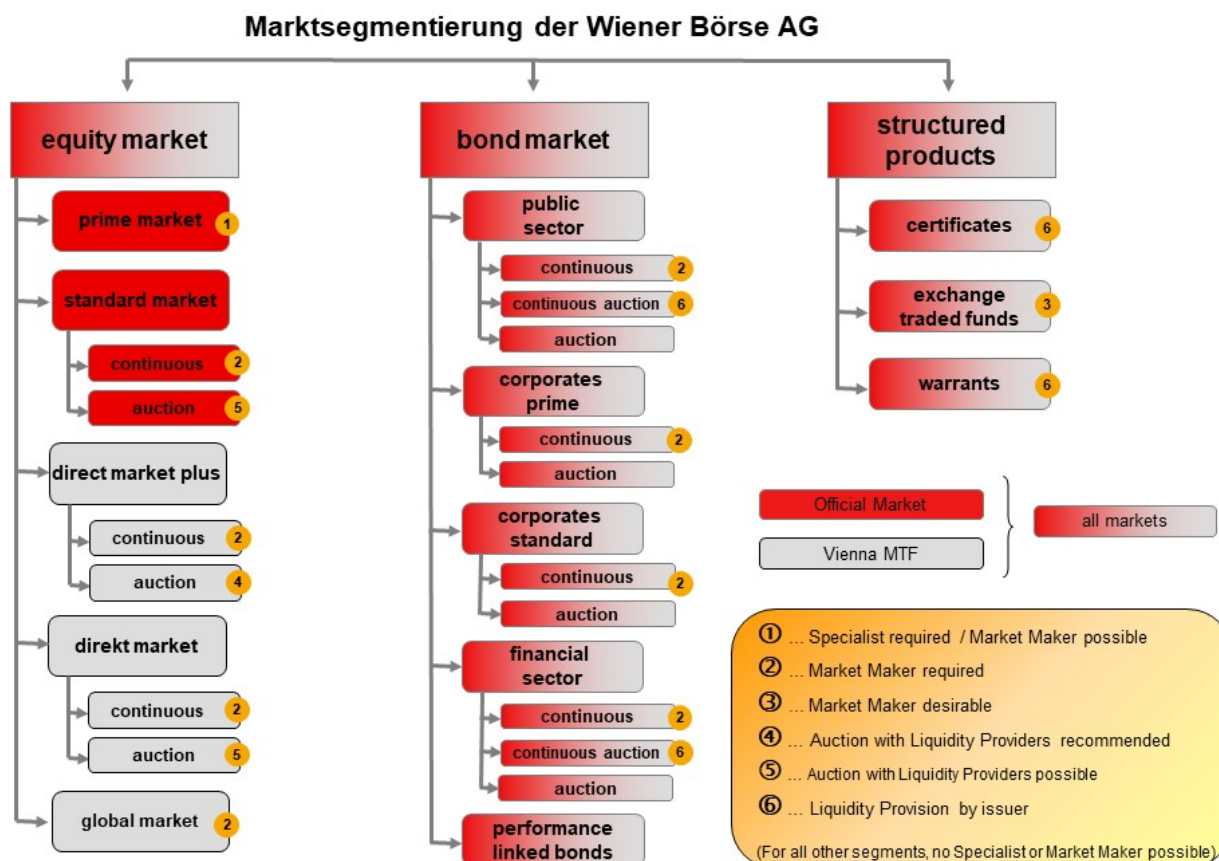 Marktsegmentierung der Wiener Börse AG
equity market
prime market
1
standard market
continuous
2
auction
5
direct market plus
continuous
2
auction
4
direkt market
continuous
2
auction
5
global market
2
bond market
public
sector
continuous
2
continuous auction
6
auction
corporates
prime
continuous
2
auction
corporates
standard
continuous
2
auction
financial
sector
continuous
2
continuous auction
6
auction
performance
linked bonds
structured
products
certificates
6
exchange
traded funds
3
warrants
6
Official Market
Vienna MTF
all markets
① ... Specialist required / Market Maker possible
② ... Market Maker required
③ ... Market Maker desirable
④ ... Auction with Liquidity Providers recommended
⑤ ... Auction with Liquidity Providers possible
⑥ ... Liquidity Provision by issuer
(For all other segments, no Specialist or Market Maker possible)